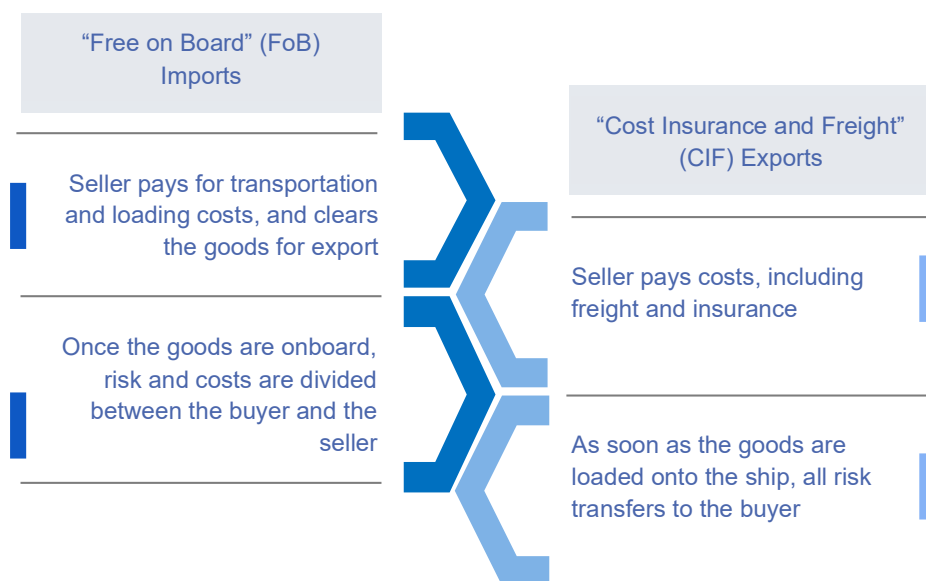 “Free on Board” (FoB)
Imports
Seller pays for transportation
and loading costs, and clears
the goods for export
Once the goods are onboard,
risk and costs are divided
between the buyer and the
seller
“Cost Insurance and Freight”
(CIF) Exports
Seller pays costs, including
freight and insurance
As soon as the goods are
loaded onto the ship, all risk
transfers to the buyer